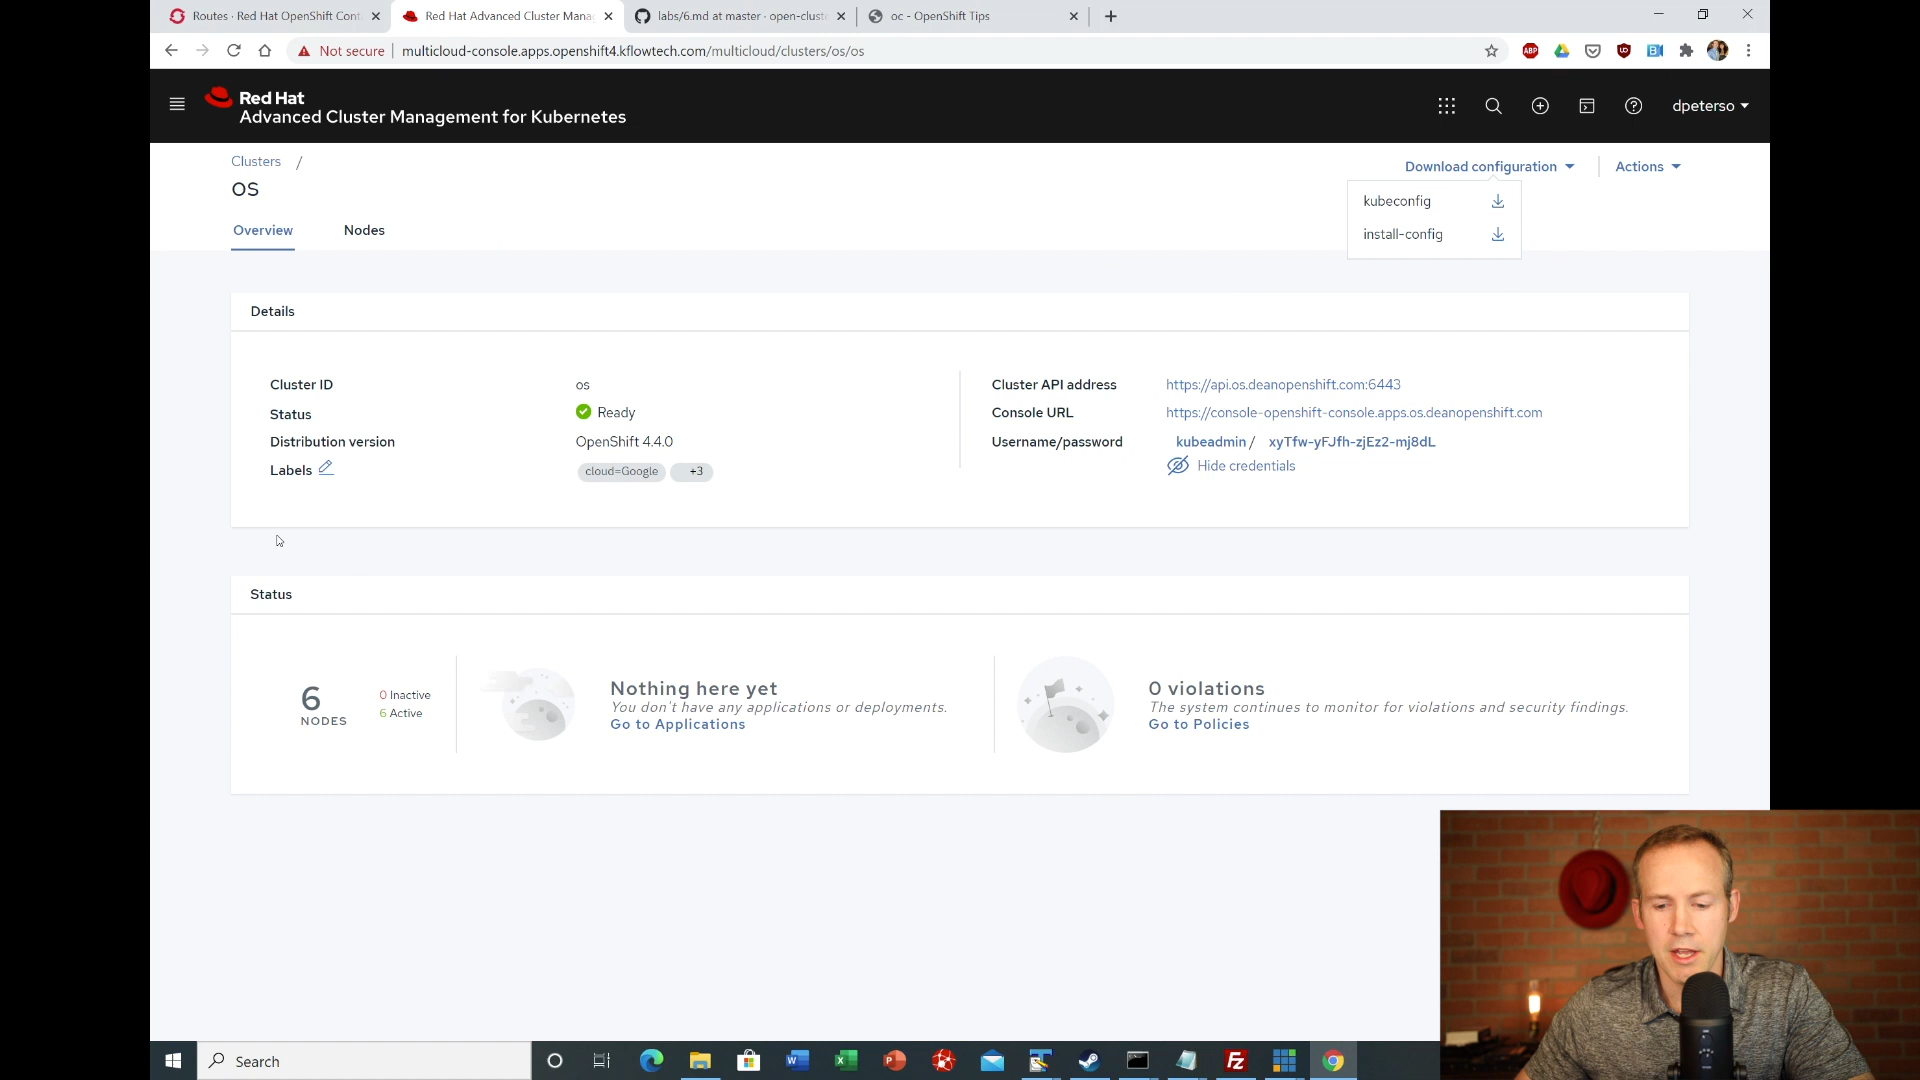 Routes · Red Hat OpenShift Cont
Red Hat Advanced Cluster Manag
labs/6.md at master · open-cluste
oc - OpenShift Tips
Not secure
multicloud-console.apps.openshift4.kflowtech.com/multicloud/clusters/os/os
ABP
Red Hat
Advanced Cluster Management for Kubernetes
dpeterso
Clusters /
os
Download configuration
Actions
kubeconfig
install-config
Overview
Nodes
Details
Cluster ID
os
Status
Ready
Distribution version
OpenShift 4.4.0
Labels
cloud=Google
+3
Cluster API address
https://api.os.deanopenshift.com:6443
Console URL
https://console-openshift-console.apps.os.deanopenshift.com
Username/password
kubeadmin / xyTfw-yFJfh-zjEz2-mj8dL
Hide credentials
Status
6
NODES
0 Inactive
6 Active
Nothing here yet
You don't have any applications or deployments.
Go to Applications
0 violations
The system continues to monitor for violations and security findings.
Go to Policies
Search